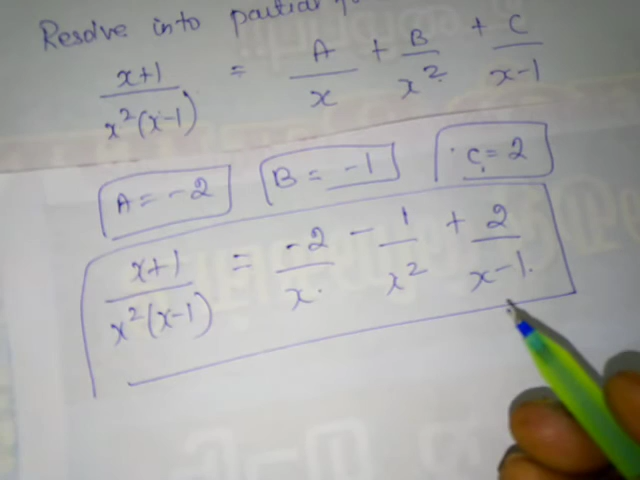 Resolve into partial
x+1 / x²(x-1) = A / x + B / x² + C / x-1
A = -2 B = -1 C = 2
x+1 / x²(x-1) = -2 / x - 1 / x² + 2 / x-1